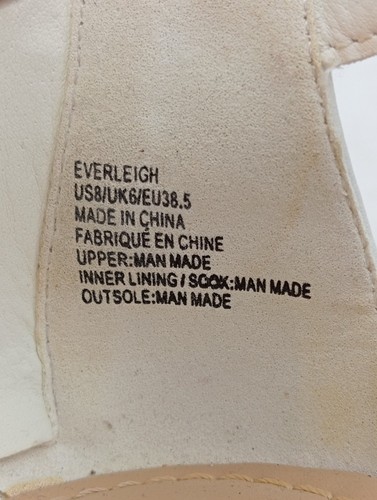 EVERLEIGH
US8/UK6/EU38.5
MADE IN CHINA
FABRIQUÉ EN CHINE
UPPER:MAN MADE
INNER LINING / SOOK:MAN MADE
OUTSOLE:MAN MADE